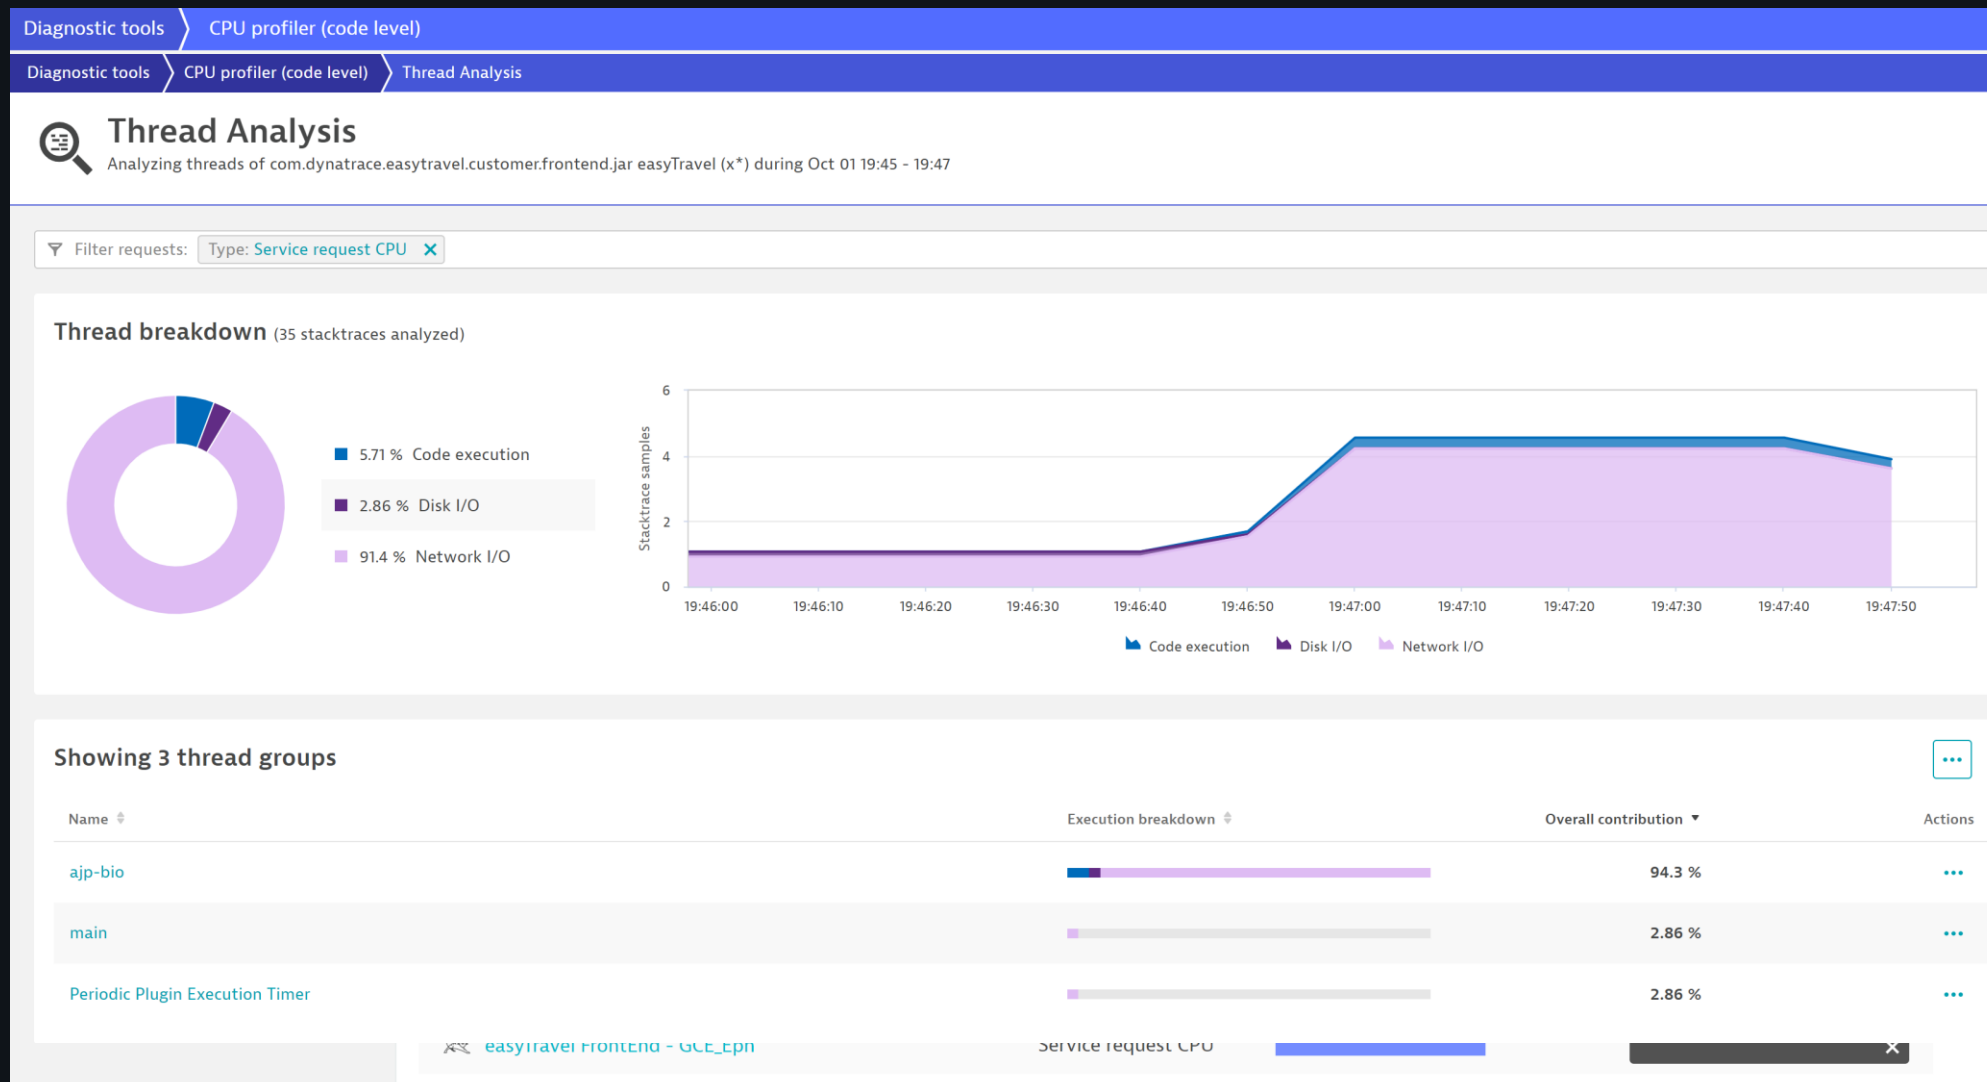 Diagnostic tools CPU profiler (code level)
Diagnostic tools CPU profiler (code level) Thread Analysis
Thread Analysis
Analyzing threads of com.dynatrace.easytravel.customer.frontend.jar easyTravel (x*) during Oct 01 19:45 - 19:47
Filter requests: Type: Service request CPU
Thread breakdown (35 stacktraces analyzed)
5.71 % Code execution
2.86 % Disk I/O
91.4 % Network I/O
Stacktrace samples
6
4
2
0
19:46:00 19:46:10 19:46:20 19:46:30 19:46:40 19:46:50 19:47:00 19:47:10 19:47:20 19:47:30 19:47:40 19:47:50
Code execution Disk I/O Network I/O
Showing 3 thread groups
Name Execution breakdown Overall contribution Actions
ajp-bio 94.3 %
main 2.86 %
Periodic Plugin Execution Timer 2.86 %
easyTravel FrontEnd - GCE_Eph Service request CPU